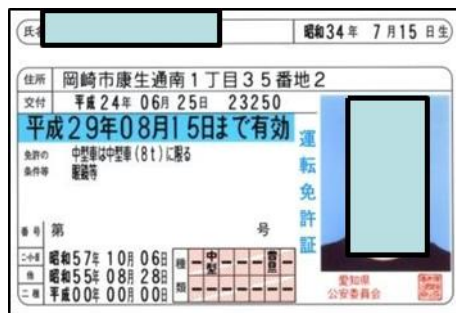 氏名
昭和34年 7月15日生
住所 岡崎市康生通南1丁目35番地2
交付 平成24年06月25日 23250
平成29年08月15日まで有効
免許の
条件等
中型車は中型車(8t)に限る
眼鏡等
運転免許証
番号 第 号
二・小・原 昭和57年10月06日
他 昭和55年08月28日
二種 平成00年00月00日
種類
中型
普自二
愛知県
公安委員会